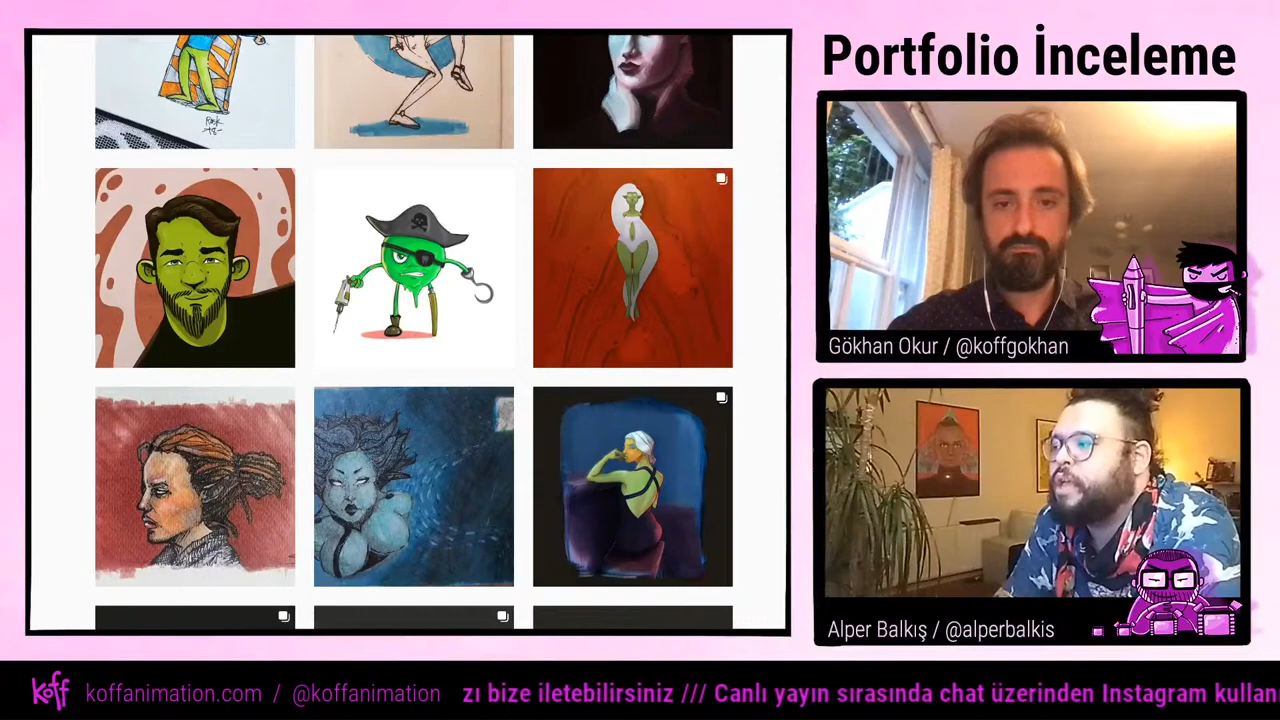 Portfolio İnceleme
Gökhan Okur / @koffgokhan
Alper Balkış / @alperbalkis
koff koffanimation.com / @koffanimation zı bize iletebilirsiniz /// Canlı yayın sırasında chat üzerinden Instagram kullan